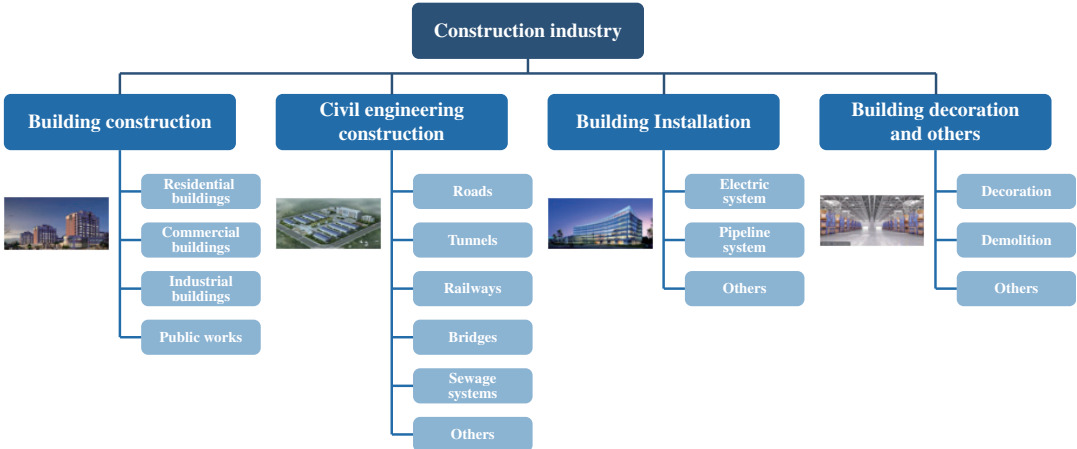 Construction industry
Building construction
Civil engineering
construction
Building Installation
Building decoration
and others
Residential
buildings
Commercial
buildings
Industrial
buildings
Public works
Roads
Tunnels
Railways
Bridges
Sewage
systems
Others
Electric
system
Pipeline
system
Others
Decoration
Demolition
Others